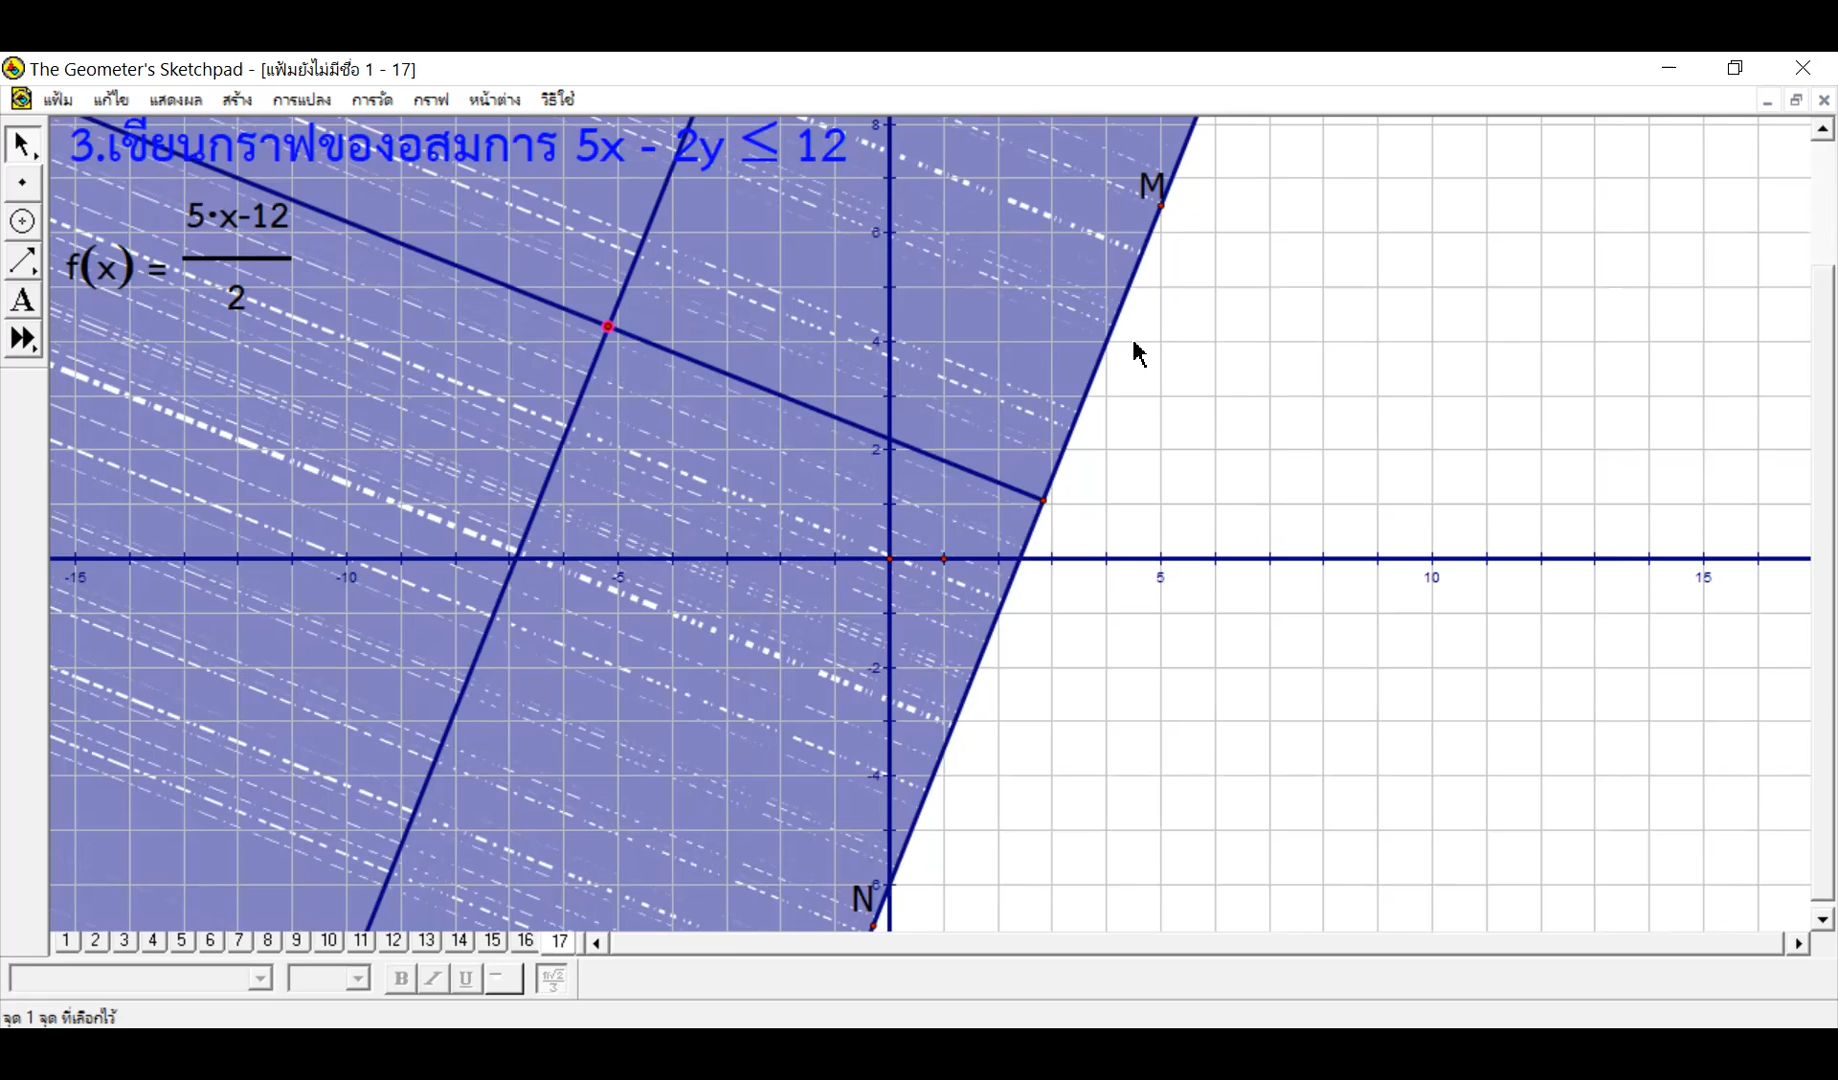 The Geometer's Sketchpad - [แฟ้มยังไม่มีชื่อ 1 - 17]
แฟ้ม แก้ไข แสดงผล สร้าง การแปลง การวัด กราฟ หน้าต่าง วิธีใช้
3.เขียนกราฟของอสมการ 5x - 2y ≤ 12
f(x) = 5·x-12
2
M
N
8
6
4
2
-2
-4
-6
-15 -10 -5 5 10 15
A
1 2 3 4 5 6 7 8 9 10 11 12 13 14 15 16 17
B I U
จุด 1 จุด ที่เลือกไว้